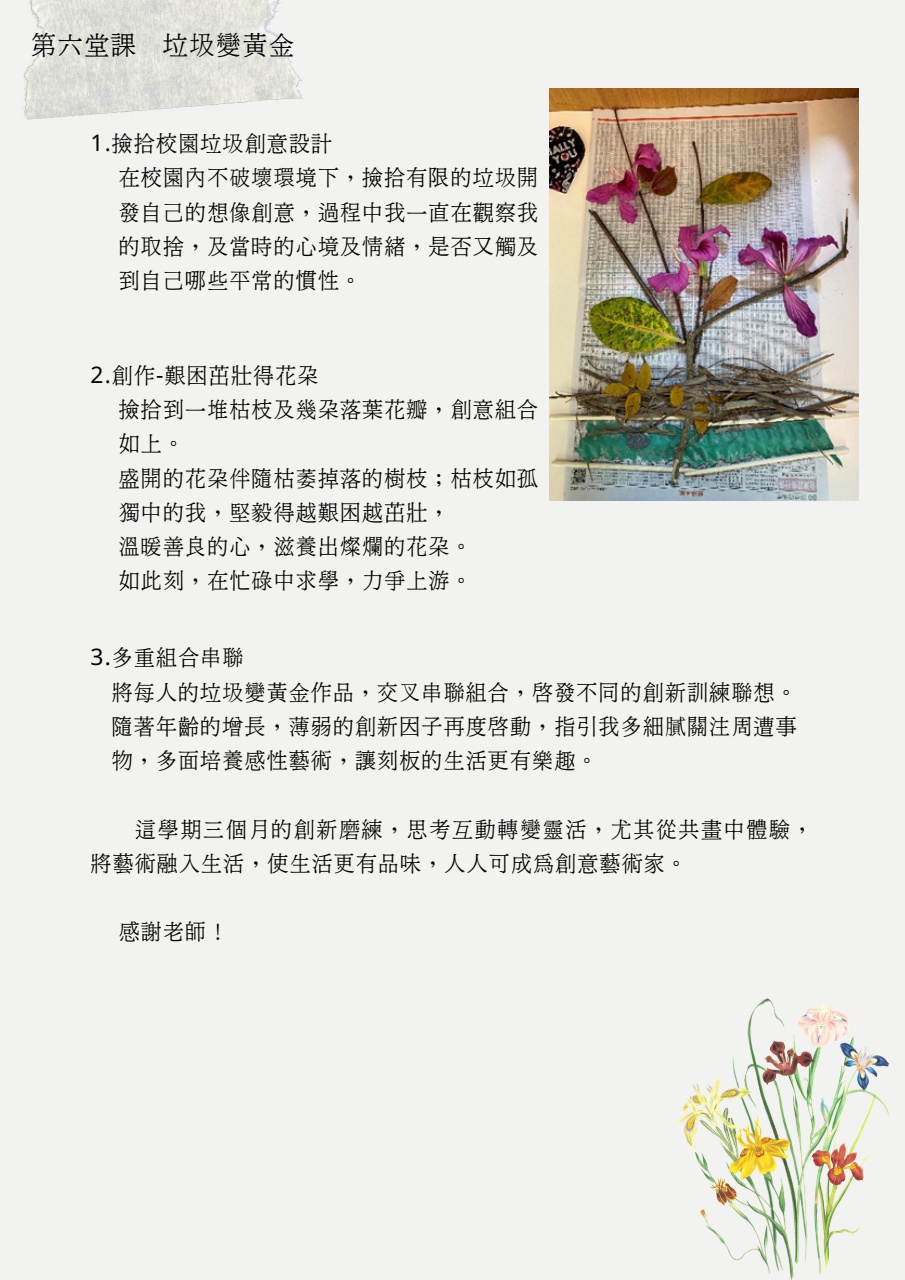 第六堂課　垃圾變黃金
1.撿拾校園垃圾創意設計
在校園內不破壞環境下，撿拾有限的垃圾開
發自己的想像創意，過程中我一直在觀察我
的取捨，及當時的心境及情緒，是否又觸及
到自己哪些平常的慣性。
2.創作-艱困茁壯得花朶
撿拾到一堆枯枝及幾朶落葉花瓣，創意組合
如上。
盛開的花朶伴隨枯萎掉落的樹枝；枯枝如孤
獨中的我，堅毅得越艱困越茁壯，
溫暖善良的心，滋養出燦爛的花朶。
如此刻，在忙碌中求學，力爭上游。
3.多重組合串聯
將每人的垃圾變黃金作品，交叉串聯組合，啓發不同的創新訓練聯想。
隨著年齡的增長，薄弱的創新因子再度啓動，指引我多細膩關注周遭事
物，多面培養感性藝術，讓刻板的生活更有樂趣。
這學期三個月的創新磨練，思考互動轉變靈活，尤其從共畫中體驗，
將藝術融入生活，使生活更有品味，人人可成爲創意藝術家。
感謝老師！
ALLY
YOU